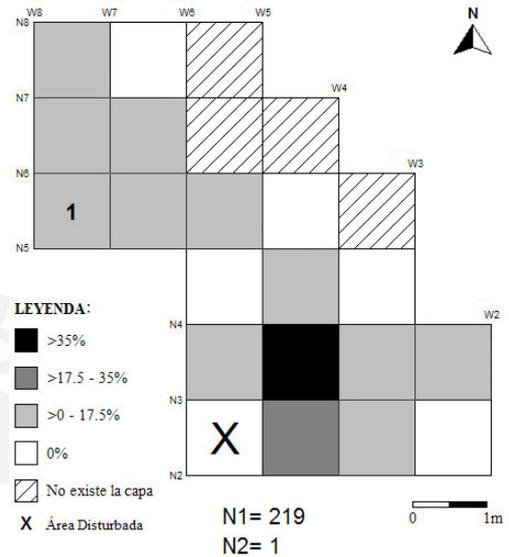 W8 W7 W6 W5
N8
N
N7
W4
N6
W3
1
N5
LEYENDA:
W2
N4
>35%
>17.5 - 35%
N3
>0 - 17.5%
X
0%
N2
No existe la capa
X Área Disturbada
N1= 219
0 1m
N2= 1